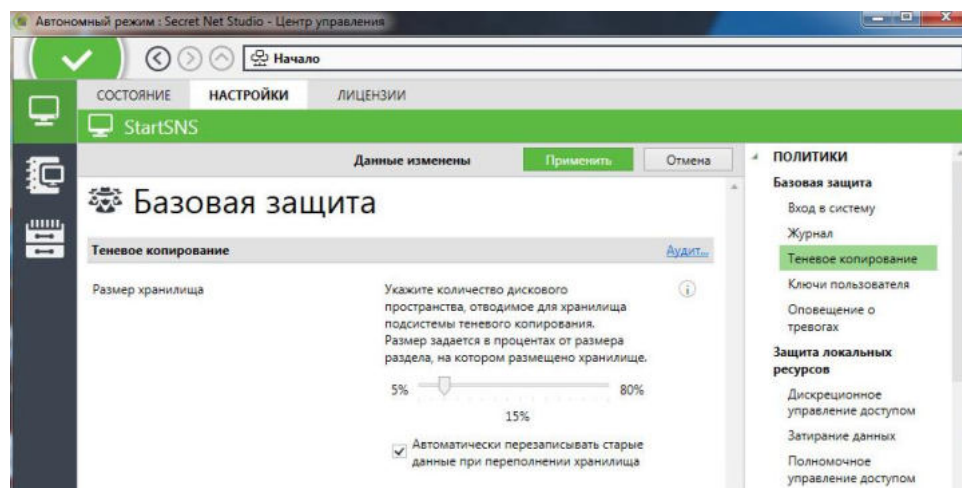 Автономный режим : Secret Net Studio - Центр управления
Начало
СОСТОЯНИЕ НАСТРОЙКИ ЛИЦЕНЗИИ
StartSNS
Данные изменены Применить Отмена
Базовая защита
Теневое копирование Аудит...
Размер хранилища
Укажите количество дискового
пространства, отводимое для хранилища
подсистемы теневого копирования.
Размер задается в процентах от размера
раздела, на котором размещено хранилище.
5% 80%
15%
Автоматически перезаписывать старые
данные при переполнении хранилища
ПОЛИТИКИ
Базовая защита
Вход в систему
Журнал
Теневое копирование
Ключи пользователя
Оповещение о
тревогах
Защита локальных
ресурсов
Дискреционное
управление доступом
Затирание данных
Полномочное
управление доступом